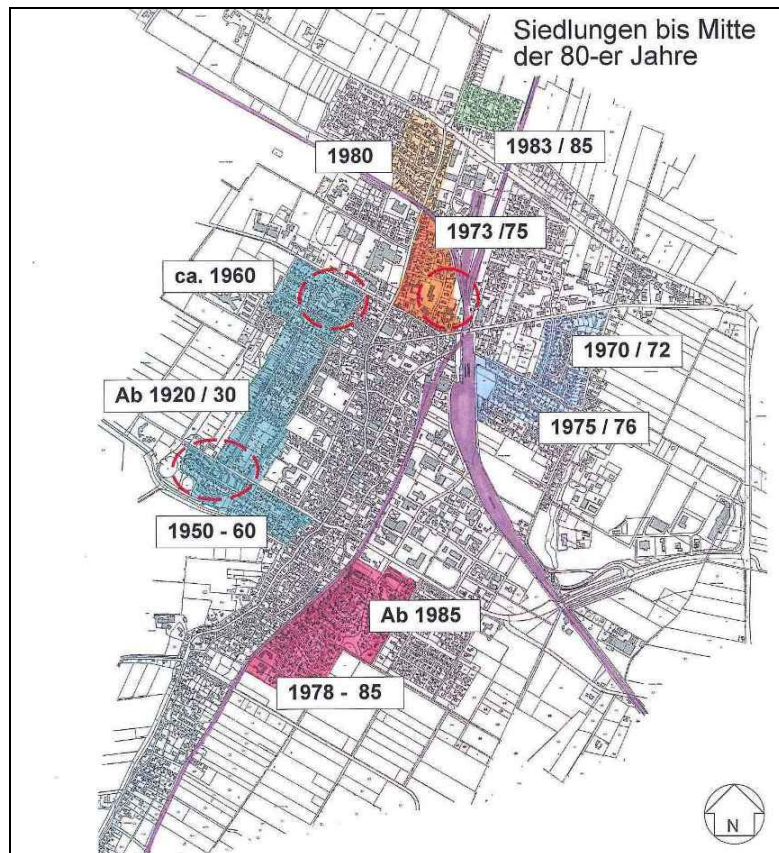 Siedlungen bis Mitte
der 80-er Jahre
1980
1983 / 85
1973 /75
ca. 1960
1970 / 72
Ab 1920 / 30
1975 / 76
1950 - 60
Ab 1985
1978 - 85
N